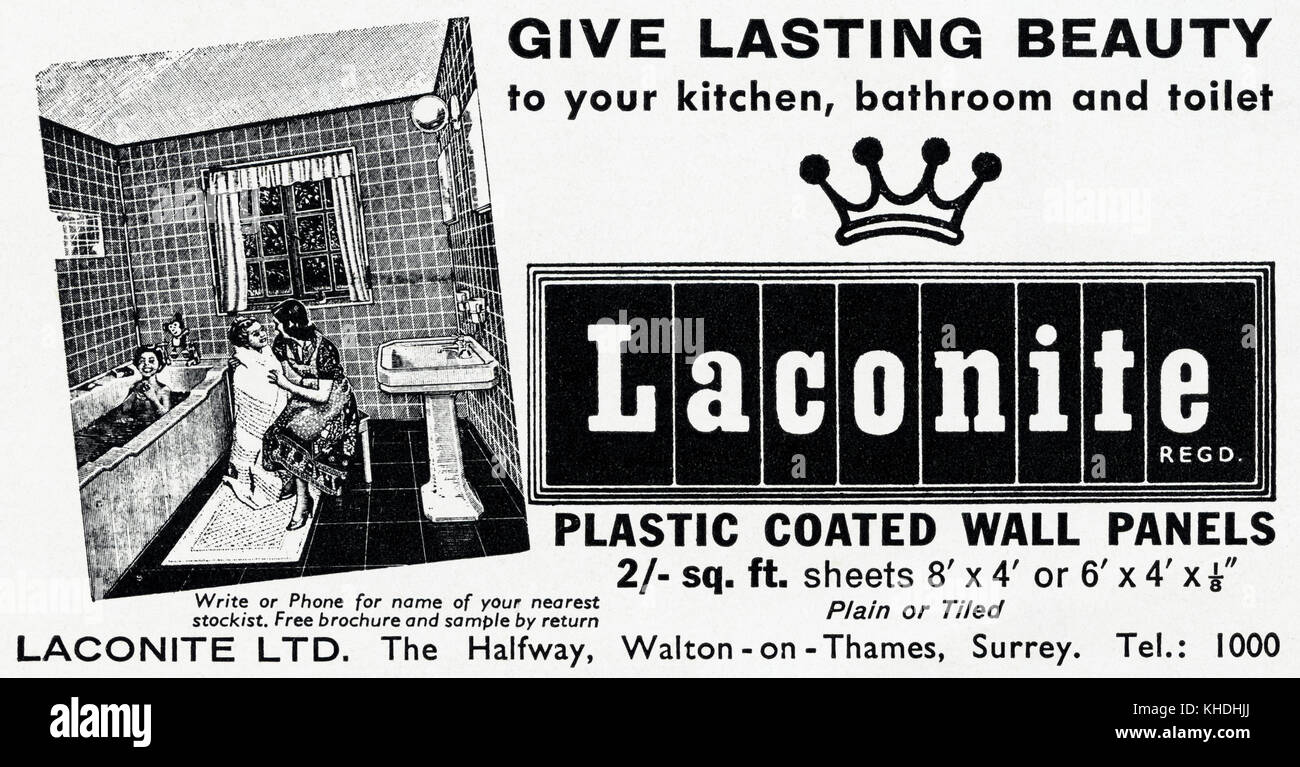 GIVE LASTING BEAUTY
to your kitchen, bathroom and toilet
Laconite
REGD.
PLASTIC COATED WALL PANELS
2/- sq. ft. sheets 8′ x 4′ or 6′ x 4′ x ⅛″
Plain or Tiled
Write or Phone for name of your nearest
stockist. Free brochure and sample by return
LACONITE LTD. The Halfway, Walton-on-Thames, Surrey. Tel.: 1000
alamy
Image ID: KHDHJJ
www.alamy.com